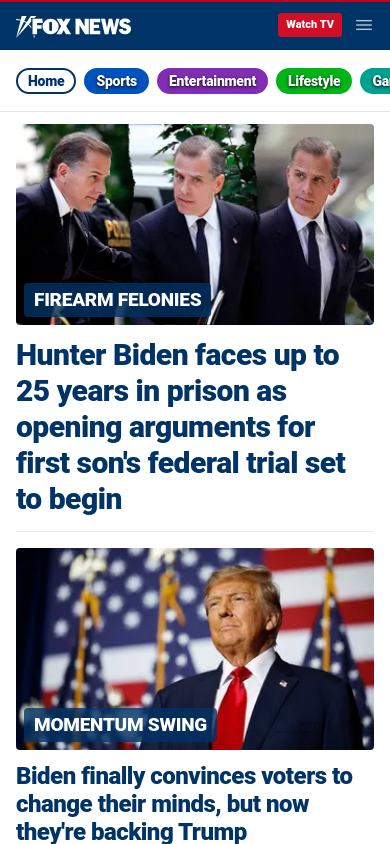 FOX NEWS
Watch TV
Home
Sports
Entertainment
Lifestyle
FIREARM FELONIES
Hunter Biden faces up to
25 years in prison as
opening arguments for
first son's federal trial set
to begin
MOMENTUM SWING
Biden finally convinces voters to
change their minds, but now
they're backing Trump